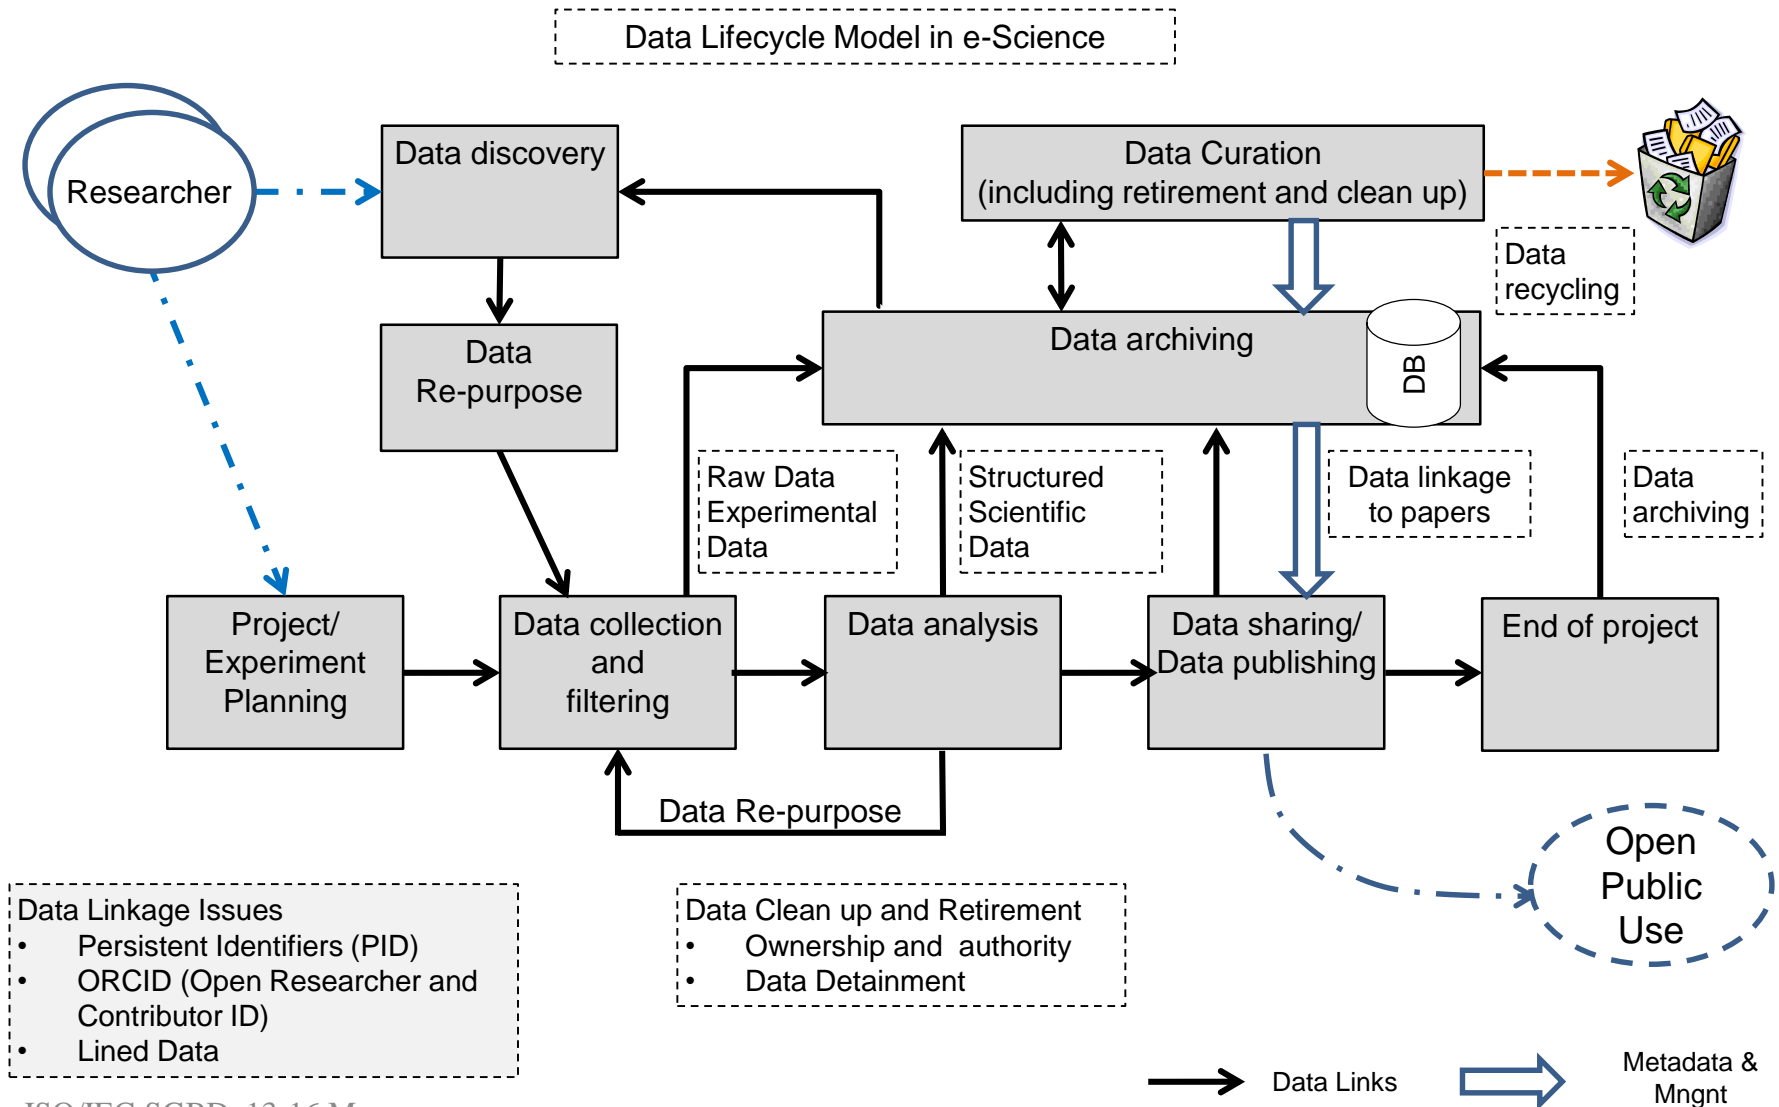 Data Lifecycle Model in e-Science
Researcher
Data discovery
Data Curation
(including retirement and clean up)
Data
recycling
Data
Re-purpose
Data archiving
DB
Raw Data
Experimental
Data
Structured
Scientific
Data
Data linkage
to papers
Data
archiving
Project/
Experiment
Planning
Data collection
and
filtering
Data analysis
Data sharing/
Data publishing
End of project
Data Re-purpose
Open
Public
Use
Data Linkage Issues
• Persistent Identifiers (PID)
• ORCID (Open Researcher and
Contributor ID)
• Lined Data
Data Clean up and Retirement
• Ownership and authority
• Data Detainment
Data Links
Metadata &
Mngnt